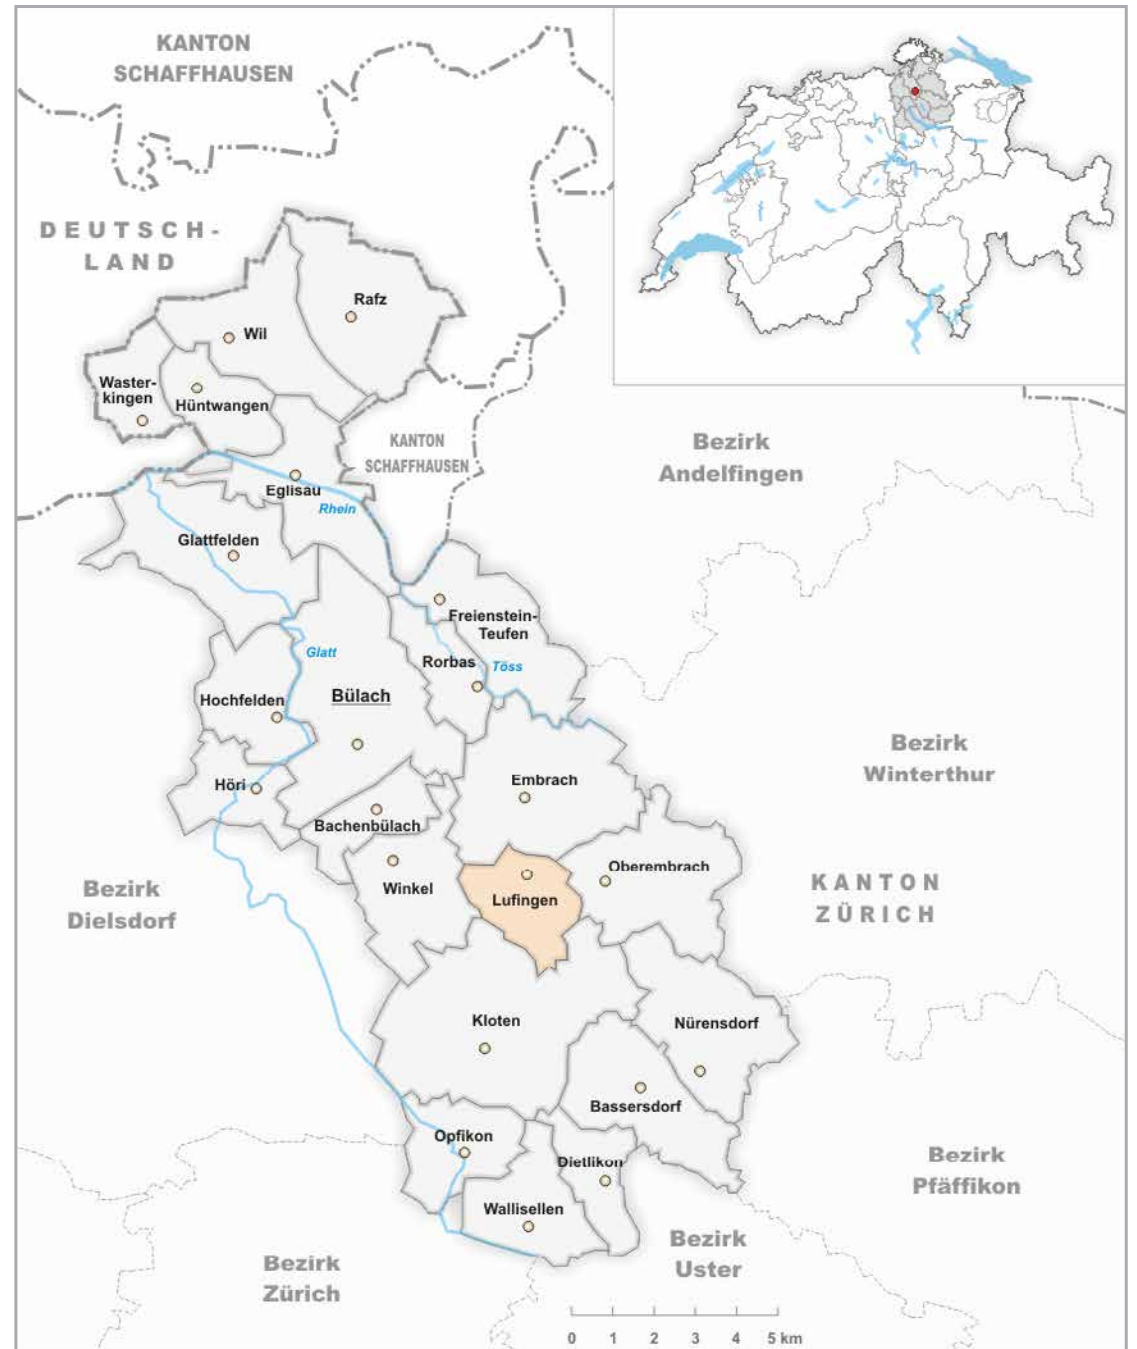 KANTON
SCHAFFHAUSEN
DEUTSCH-
LAND
Rafz
Wil
Waster-
kingen
Hüntwangen
KANTON
SCHAFFHAUSEN
Bezirk
Andelfingen
Eglisau
Rhein
Glattfelden
Freienstein-
Teufen
Glatt
Rorbas
Töss
Hochfelden
Bülach
Bezirk
Winterthur
Höri
Embrach
Bachenbülach
Oberembrach
Winkel
Lufingen
Bezirk
Dielsdorf
KANTON
ZÜRICH
Kloten
Nürensdorf
Bassersdorf
Opfikon
Dietlikon
Bezirk
Pfäffikon
Wallisellen
Bezirk
Uster
Bezirk
Zürich
0 1 2 3 4 5 km